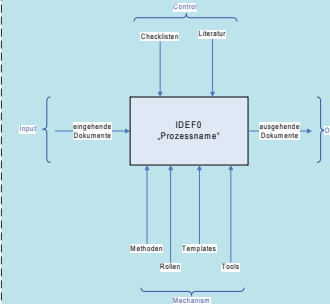 Control
Checklisten
Literatur
Input
eingehende
Dokumente
IDEF0
„Prozessname“
ausgehende
Dokumente
O
Methoden
Templates
Rollen
Tools
Mechanism